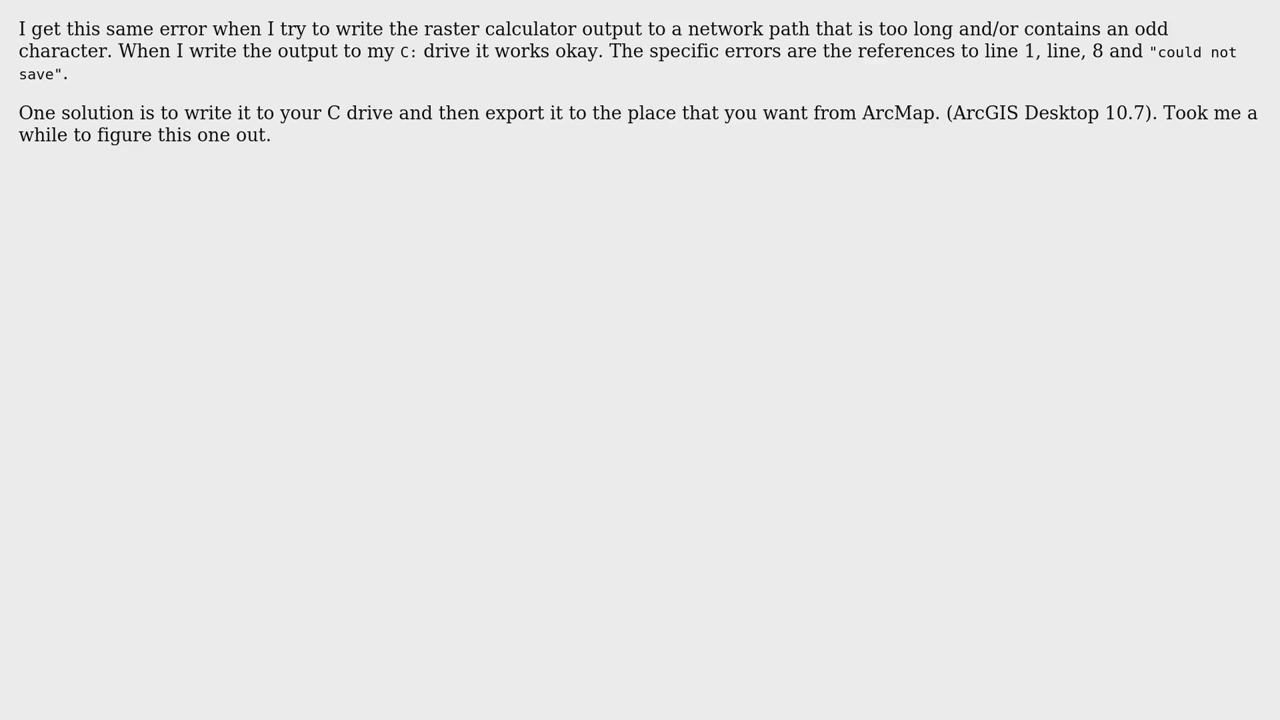 I get this same error when I try to write the raster calculator output to a network path that is too long and/or contains an odd
character. When I write the output to my C: drive it works okay. The specific errors are the references to line 1, line, 8 and "could not
save".
One solution is to write it to your C drive and then export it to the place that you want from ArcMap. (ArcGIS Desktop 10.7). Took me a
while to figure this one out.